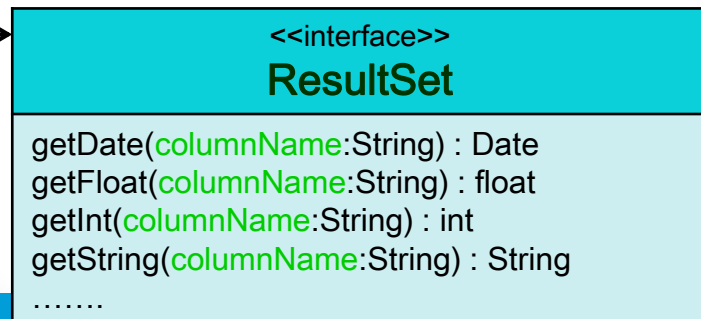 <<interface>>
ResultSet
getDate(columnName:String) : Date
getFloat(columnName:String) : float
getInt(columnName:String) : int
getString(columnName:String) : String
…….